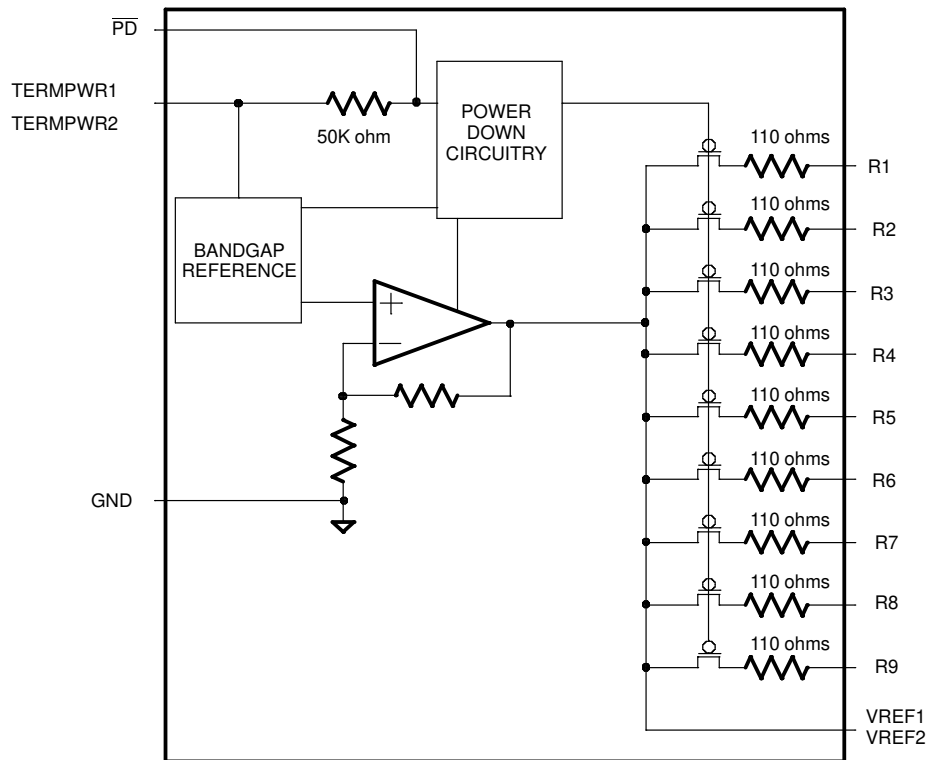 PD
TERMPWR1
TERMPWR2
50K ohm
POWER
DOWN
CIRCUITRY
BANDGAP
REFERENCE
+
−
GND
110 ohms
R1
110 ohms
R2
110 ohms
R3
110 ohms
R4
110 ohms
R5
110 ohms
R6
110 ohms
R7
110 ohms
R8
110 ohms
R9
VREF1
VREF2